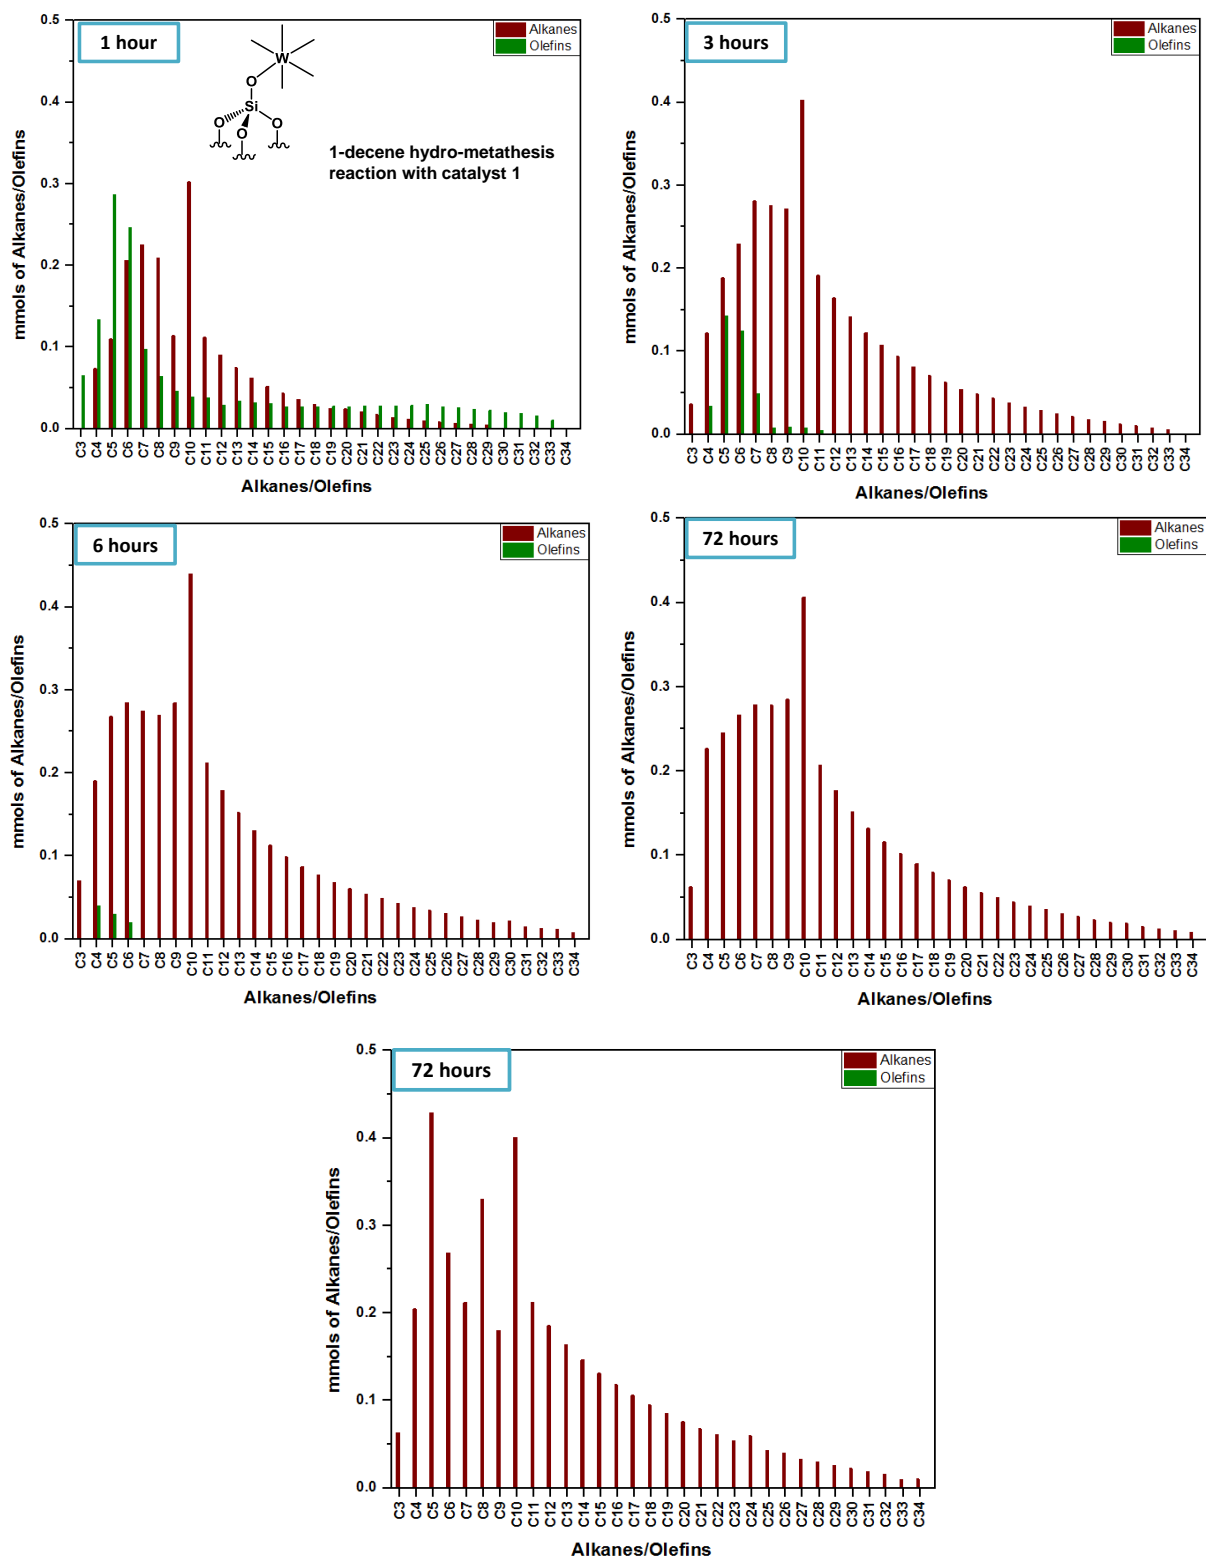 1 hour
Alkanes
Olefins
W
O
Si
O
O
O
1-decene hydro-metathesis
reaction with catalyst 1
mmols of Alkanes/Olefins
0.5
0.4
0.3
0.2
0.1
0.0
C3 C4 C5 C6 C7 C8 C9 C10 C11 C12 C13 C14 C15 C16 C17 C18 C19 C20 C21 C22 C23 C24 C25 C26 C27 C28 C29 C30 C31 C32 C33 C34
Alkanes/Olefins
3 hours
Alkanes
Olefins
mmols of Alkanes/Olefins
0.5
0.4
0.3
0.2
0.1
0.0
C3 C4 C5 C6 C7 C8 C9 C10 C11 C12 C13 C14 C15 C16 C17 C18 C19 C20 C21 C22 C23 C24 C25 C26 C27 C28 C29 C30 C31 C32 C33 C34
Alkanes/Olefins
6 hours
Alkanes
Olefins
mmols of Alkanes/Olefins
0.5
0.4
0.3
0.2
0.1
0.0
C3 C4 C5 C6 C7 C8 C9 C10 C11 C12 C13 C14 C15 C16 C17 C18 C19 C20 C21 C22 C23 C24 C25 C26 C27 C28 C29 C30 C31 C32 C33 C34
Alkanes/Olefins
72 hours
Alkanes
Olefins
mmols of Alkanes/Olefins
0.5
0.4
0.3
0.2
0.1
0.0
C3 C4 C5 C6 C7 C8 C9 C10 C11 C12 C13 C14 C15 C16 C17 C18 C19 C20 C21 C22 C23 C24 C25 C26 C27 C28 C29 C30 C31 C32 C33 C34
Alkanes/Olefins
72 hours
Alkanes
Olefins
mmols of Alkanes/Olefins
0.5
0.4
0.3
0.2
0.1
0.0
C3 C4 C5 C6 C7 C8 C9 C10 C11 C12 C13 C14 C15 C16 C17 C18 C19 C20 C21 C22 C23 C24 C25 C26 C27 C28 C29 C30 C31 C32 C33 C34
Alkanes/Olefins